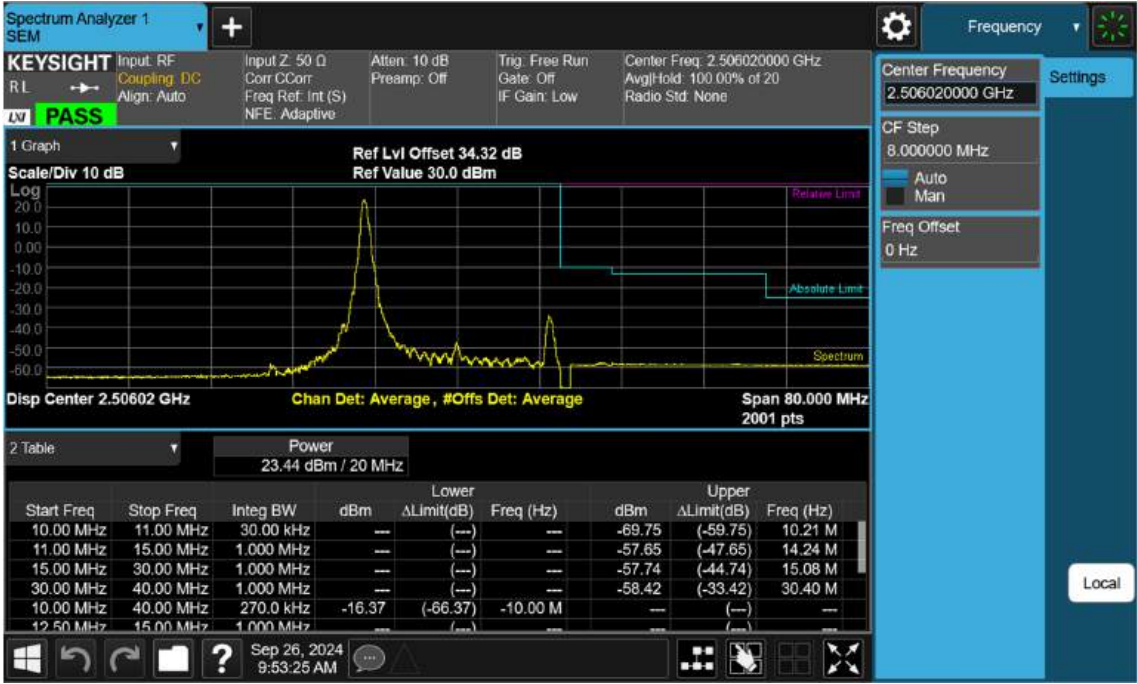 Spectrum Analyzer 1
SEM
Frequency
KEYSIGHT
R L
LXI
PASS
Input: RF
Coupling: DC
Align: Auto
Input Z: 50 Ω
Corr CCorr
Freq Ref: Int (S)
NFE: Adaptive
Atten: 10 dB
Preamp: Off
Trig: Free Run
Gate: Off
IF Gain: Low
Center Freq: 2.506020000 GHz
Avg|Hold: 100.00% of 20
Radio Std: None
Center Frequency
2.506020000 GHz
Settings
CF Step
8.000000 MHz
Auto
Man
Freq Offset
0 Hz
Local
1 Graph
Scale/Div 10 dB
Ref Lvl Offset 34.32 dB
Ref Value 30.0 dBm
Log
20.0
10.0
0.00
-10.0
-20.0
-30.0
-40.0
-50.0
-60.0
Relative Limit
Absolute Limit
Spectrum
Disp Center 2.50602 GHz
Chan Det: Average, #Offs Det: Average
Span 80.000 MHz
2001 pts
2 Table
Power
23.44 dBm / 20 MHz
Lower Upper
Start Freq Stop Freq Integ BW dBm ΔLimit(dB) Freq (Hz) dBm ΔLimit(dB) Freq (Hz)
10.00 MHz 11.00 MHz 30.00 kHz --- (---) --- -69.75 (-59.75) 10.21 M
11.00 MHz 15.00 MHz 1.000 MHz --- (---) --- -57.65 (-47.65) 14.24 M
15.00 MHz 30.00 MHz 1.000 MHz --- (---) --- -57.74 (-44.74) 15.08 M
30.00 MHz 40.00 MHz 1.000 MHz --- (---) --- -58.42 (-33.42) 30.40 M
10.00 MHz 40.00 MHz 270.0 kHz -16.37 (-66.37) -10.00 M --- (---) ---
12.50 MHz 15.00 MHz 1.000 MHz --- (---) --- --- (---) ---
Sep 26, 2024
9:53:25 AM